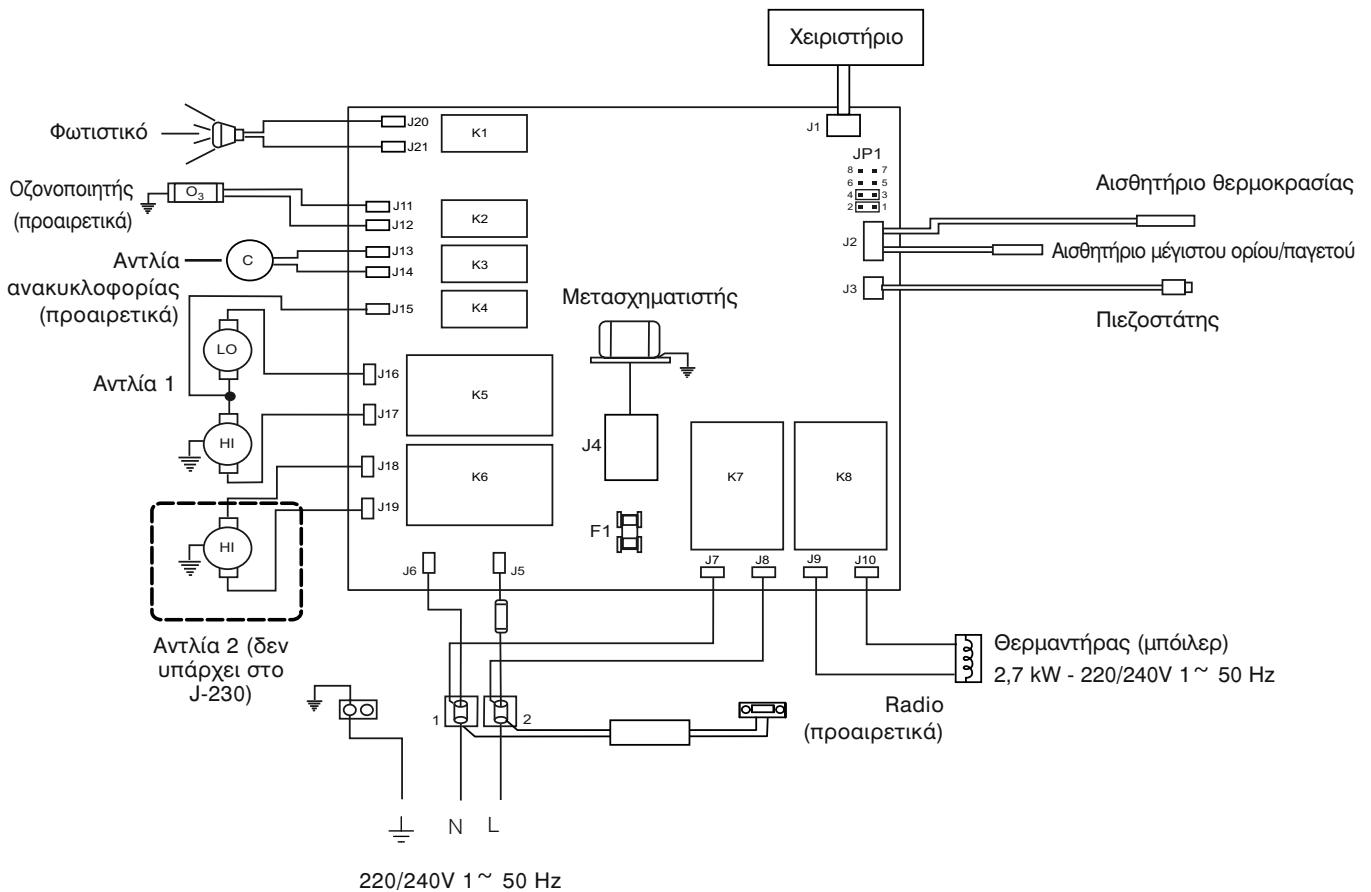 Χειριστήριο
Φωτιστικό
J20
J21
K1
J1
JP1
8 7
6 5
4 3
2 1
Οζονοποιητής
(προαιρετικά)
O3
J11
J12
K2
Αισθητήριο θερμοκρασίας
J2
Αισθητήριο μέγιστου ορίου/παγετού
Αντλία
ανακυκλοφορίας
(προαιρετικά)
C
J13
J14
K3
J3
Πιεζοστάτης
J15
K4
Μετασχηματιστής
Αντλία 1
LO
HI
J16
J17
K5
J4
K7
K8
J18
J19
K6
F1
HI
Αντλία 2 (δεν
υπάρχει στο
J-230)
J6
J5
J7
J8
J9
J10
Θερμαντήρας (μπόιλερ)
2,7 kW - 220/240V 1~ 50 Hz
Radio
(προαιρετικά)
1
2
N L
220/240V 1~ 50 Hz